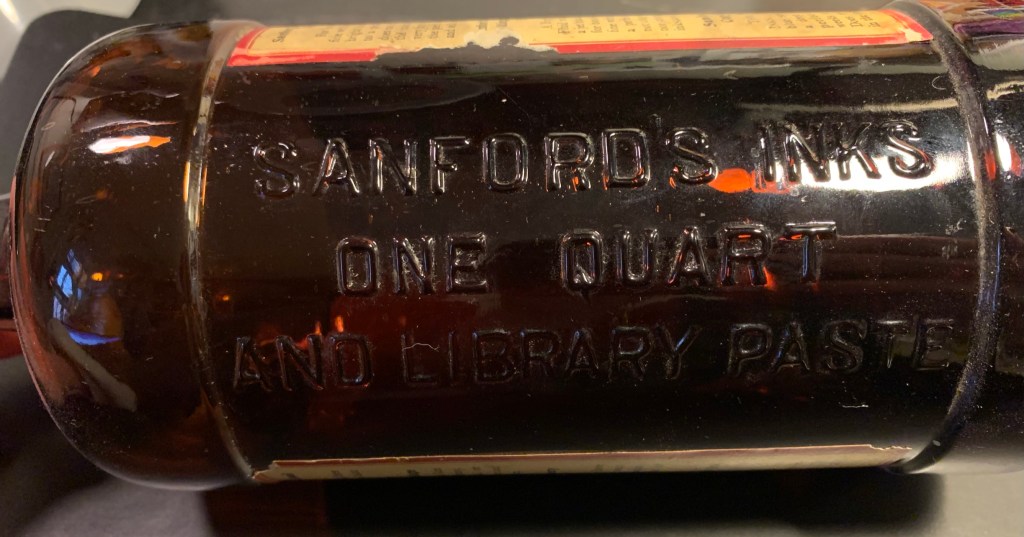 SANFORD'S INKS
ONE QUART
AND LIBRARY PASTE